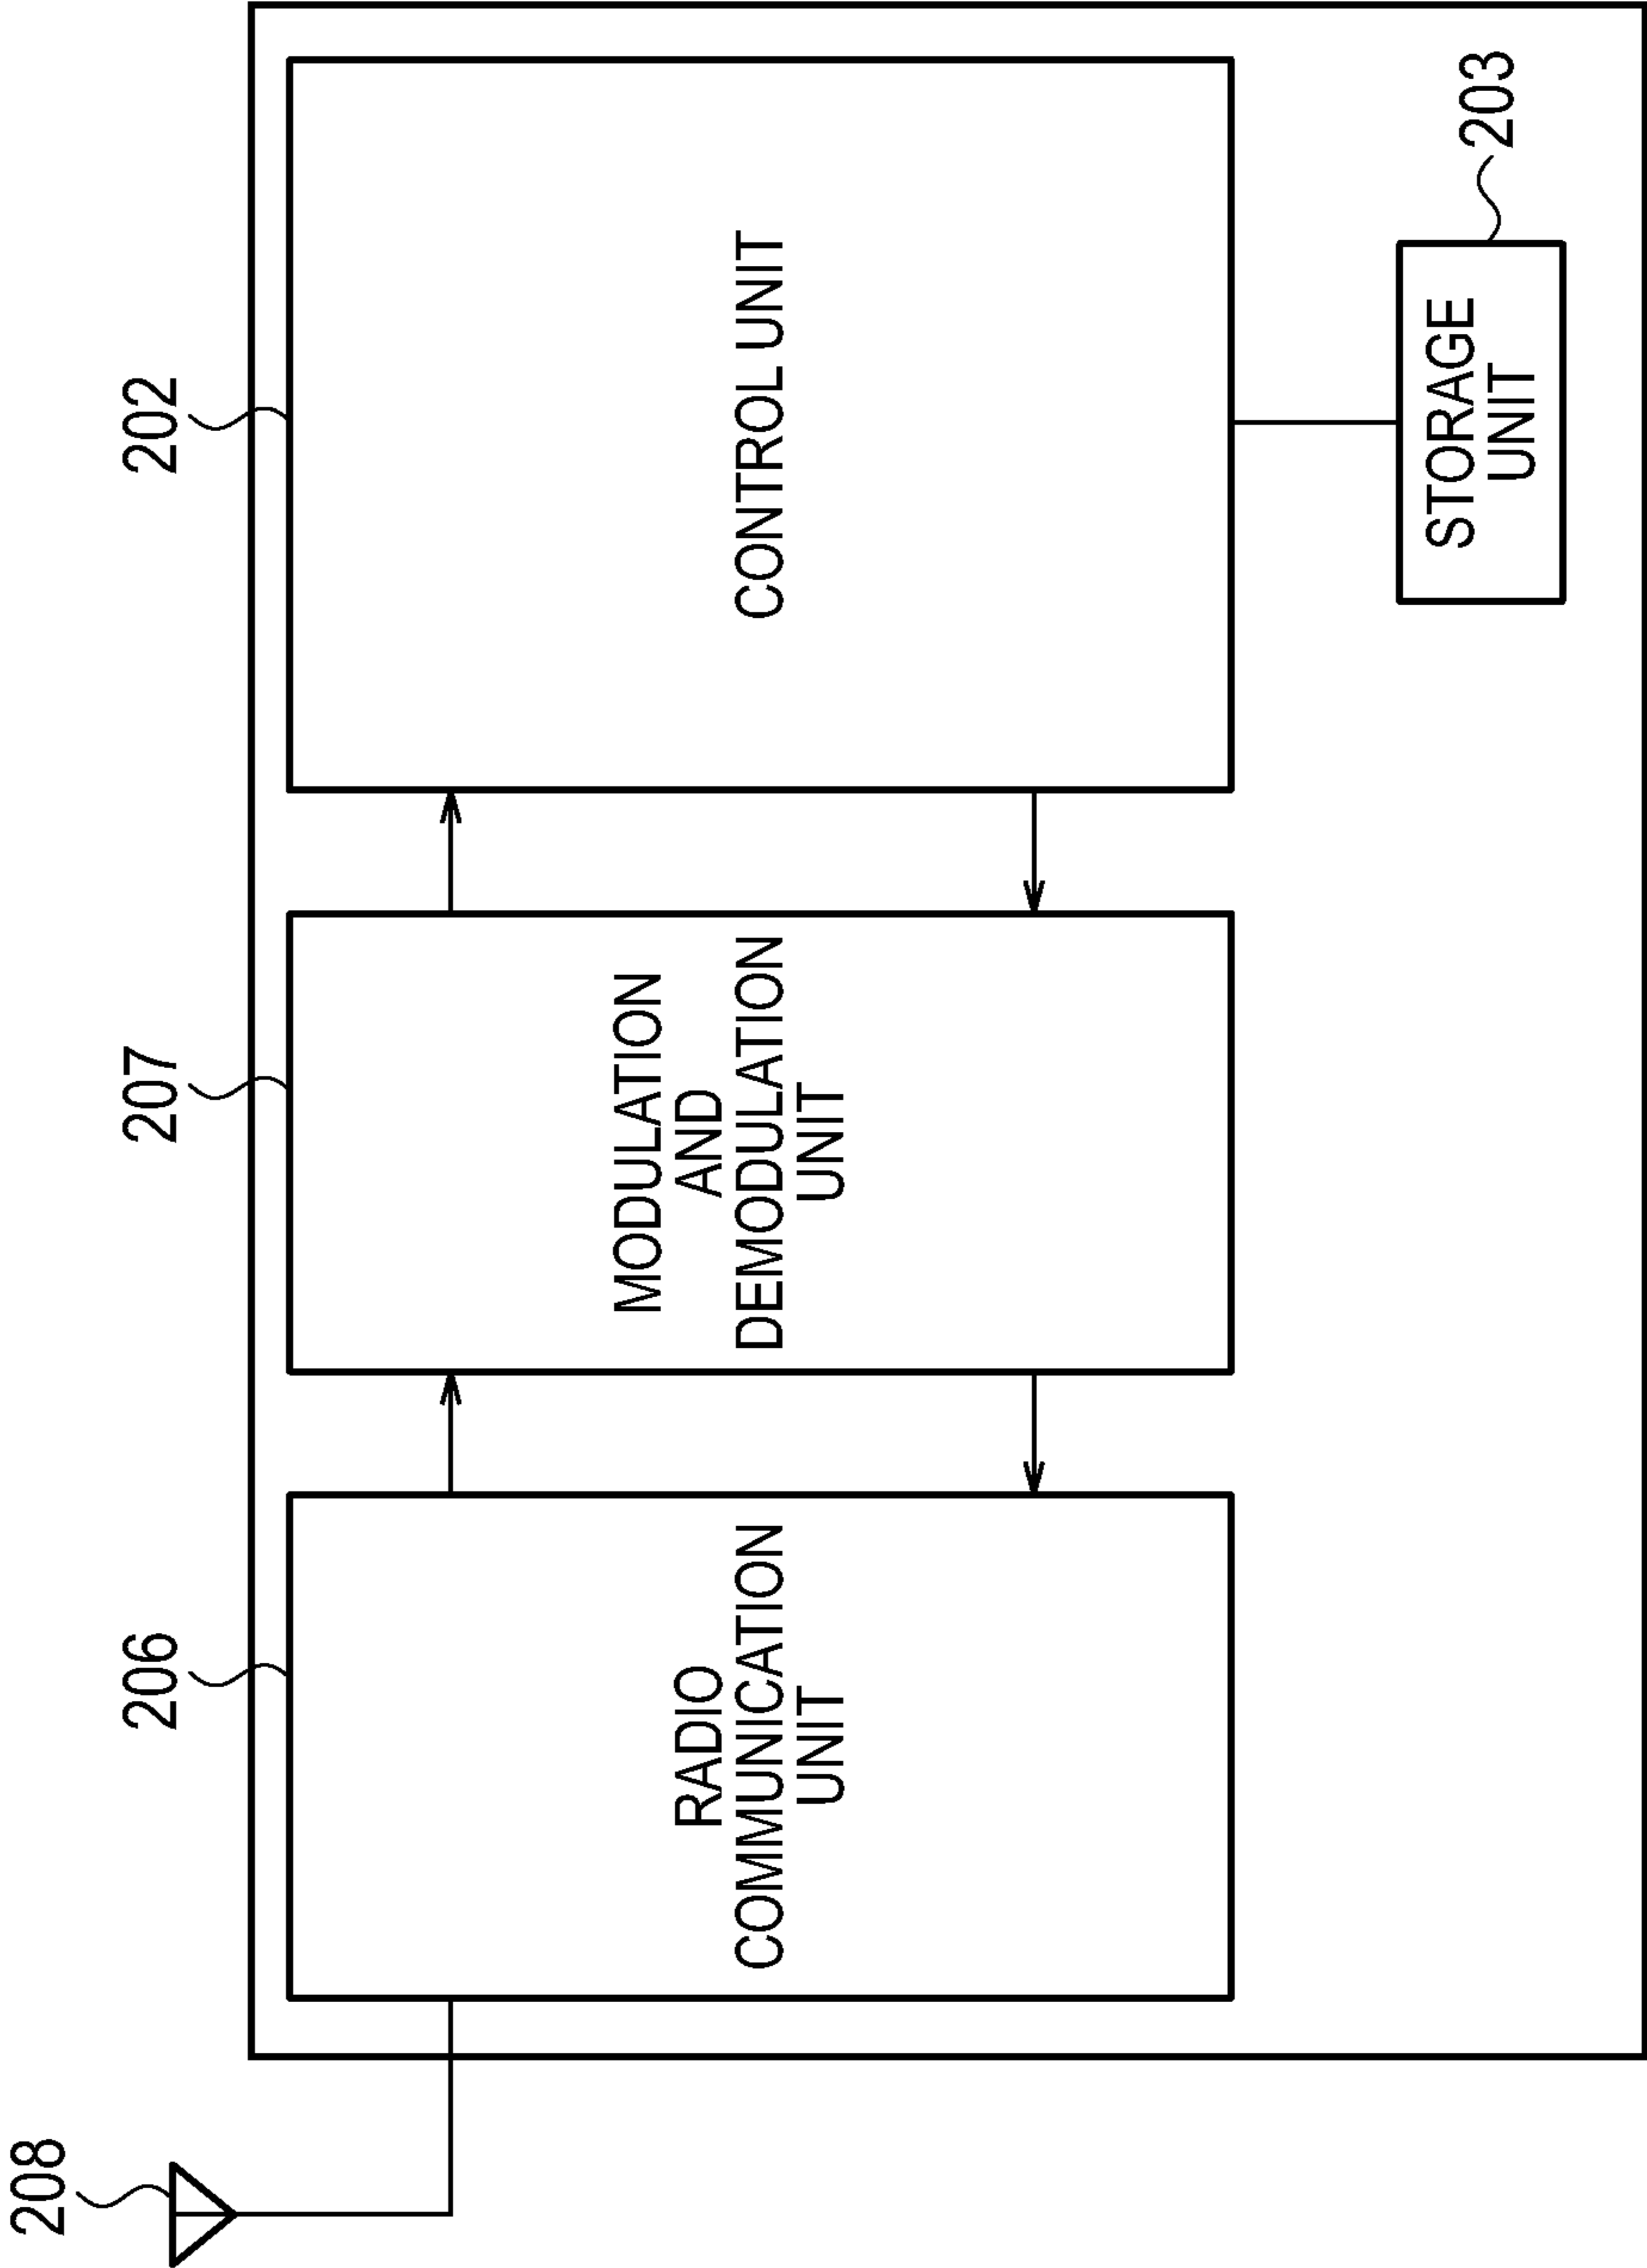 208
206
207
202
RADIO
COMMUNICATION
UNIT
MODULATION
AND
DEMODULATION
UNIT
CONTROL UNIT
STORAGE
UNIT
203